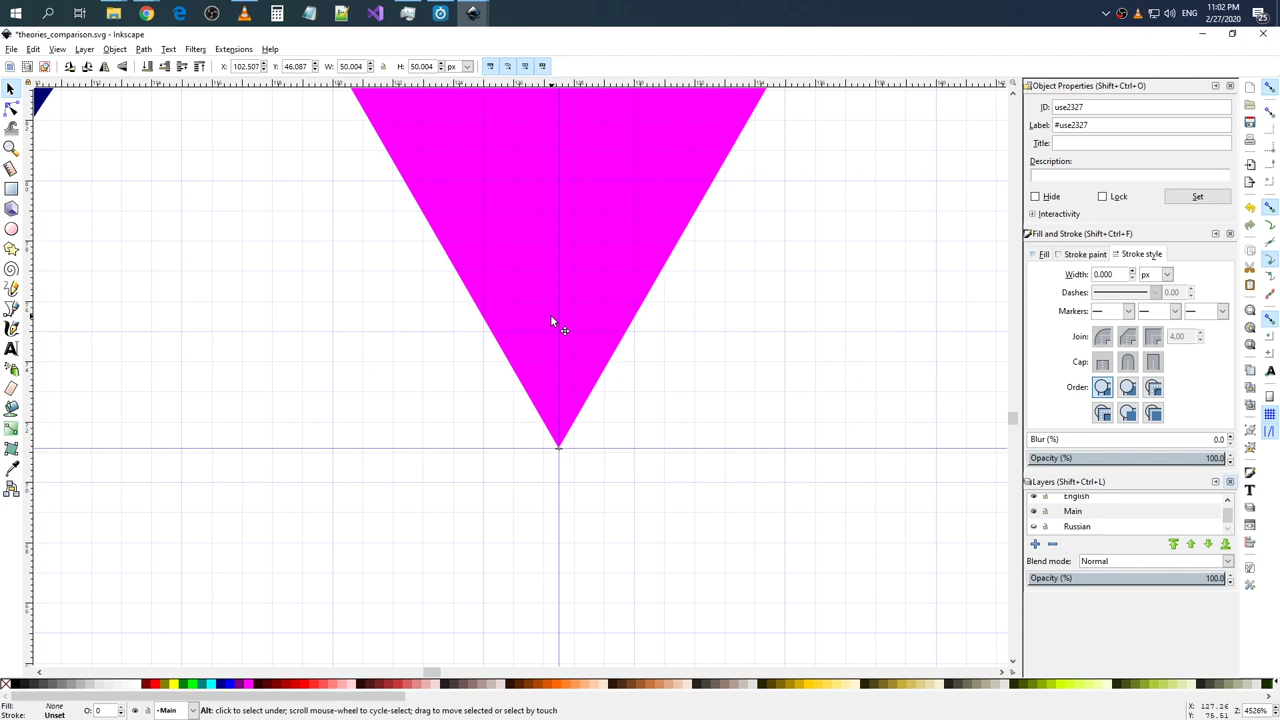 11:02 PM
ENG
2/27/2020
25
*theories_comparison.svg - Inkscape
File Edit View Layer Object Path Text Filters Extensions Help
X: 102.507 Y: 46.087 W: 50.004 H: 50.004 px
Object Properties (Shift+Ctrl+O)
ID: use2327
Label: #use2327
Title:
Description:
Hide Lock Set
Interactivity
Fill and Stroke (Shift+Ctrl+F)
Fill Stroke paint Stroke style
Width: 0.000 px
Dashes: 0.00
Markers:
Join: 4.00
Cap:
Order:
Blur (%) 0.0
Opacity (%) 100.0
Layers (Shift+Ctrl+L)
English
Main
Russian
Blend mode: Normal
Opacity (%) 100.0
Fill: None
Stroke: Unset
O: 0
Main
Alt: click to select under; scroll mouse-wheel to cycle-select; drag to move selected or select by touch
X: 127.26
Y: 75.51
Z: 4526%